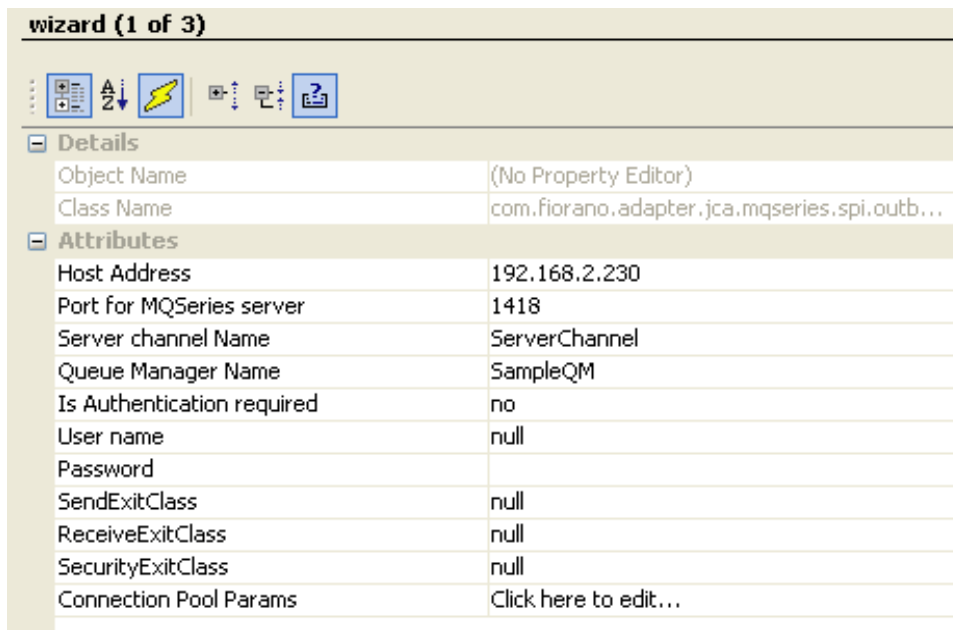 wizard (1 of 3)
A Z
Details
Object Name (No Property Editor)
Class Name com.fiorano.adapter.jca.mqseries.spi.outb...
Attributes
Host Address 192.168.2.230
Port for MQSeries server 1418
Server channel Name ServerChannel
Queue Manager Name SampleQM
Is Authentication required no
User name null
Password
SendExitClass null
ReceiveExitClass null
SecurityExitClass null
Connection Pool Params Click here to edit...